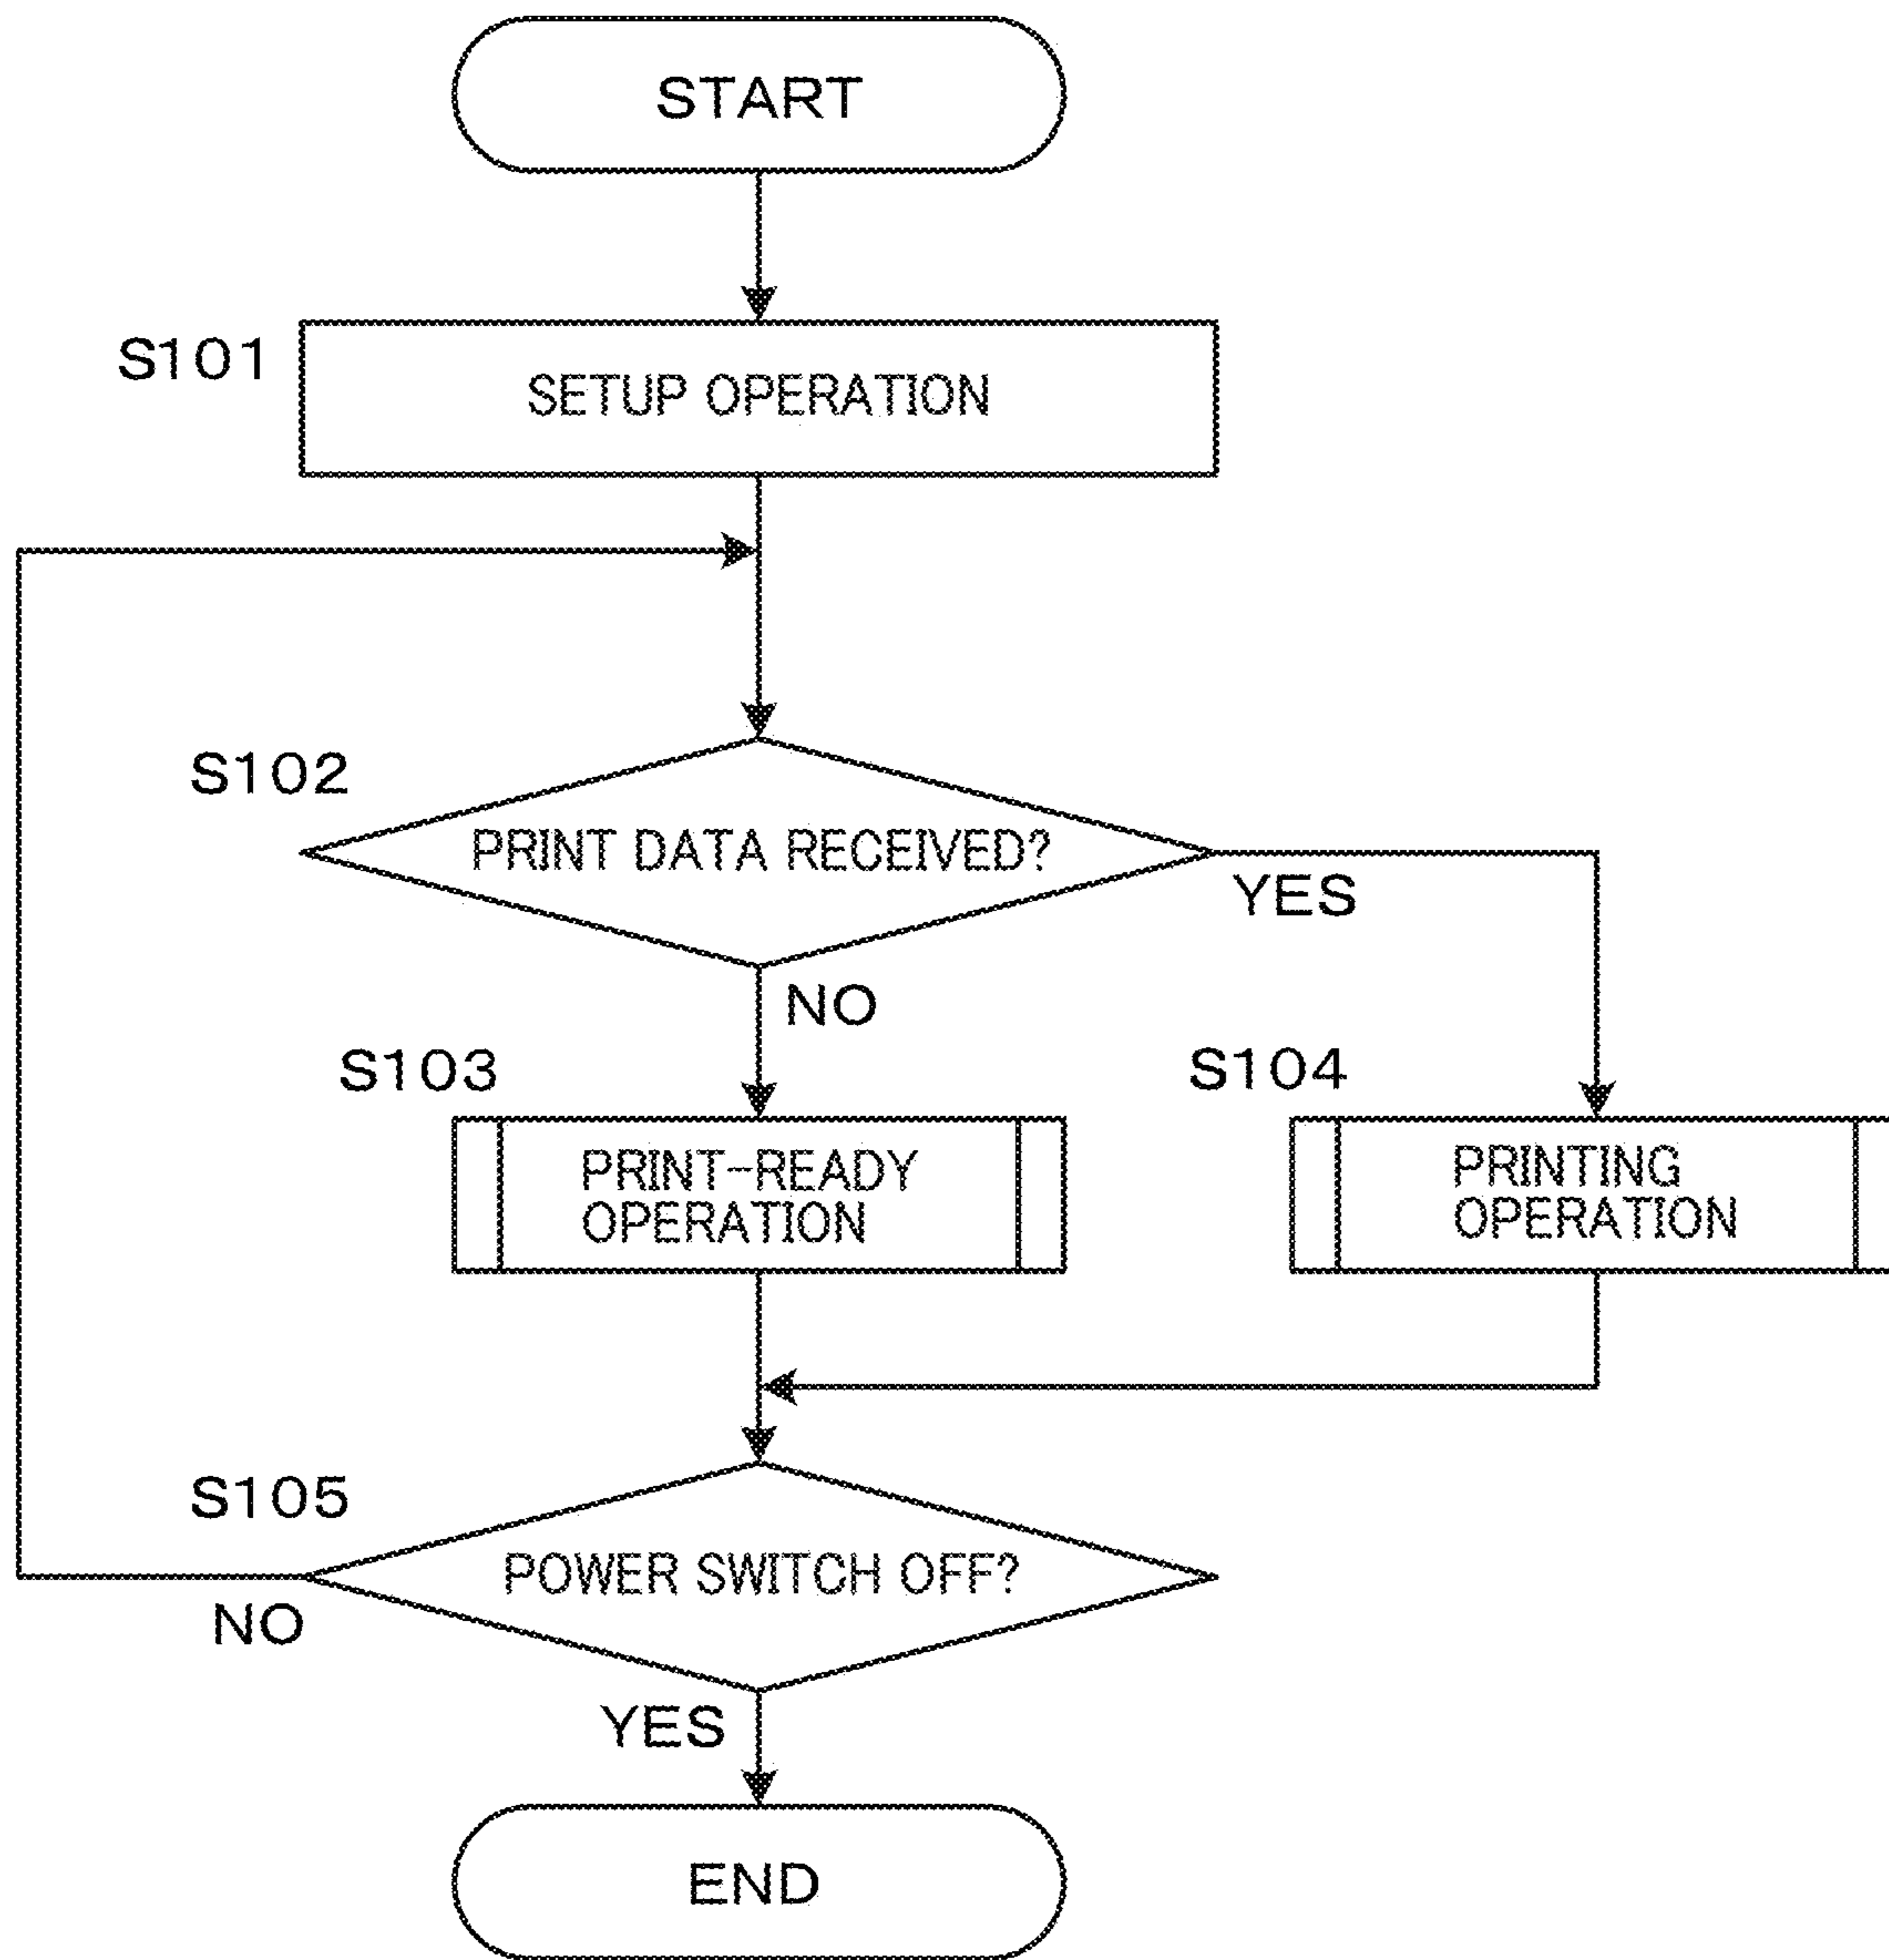 START
S101
SETUP OPERATION
S102
PRINT DATA RECEIVED?
YES
NO
S103
PRINT-READY
OPERATION
S104
PRINTING
OPERATION
S105
POWER SWITCH OFF?
NO
YES
END